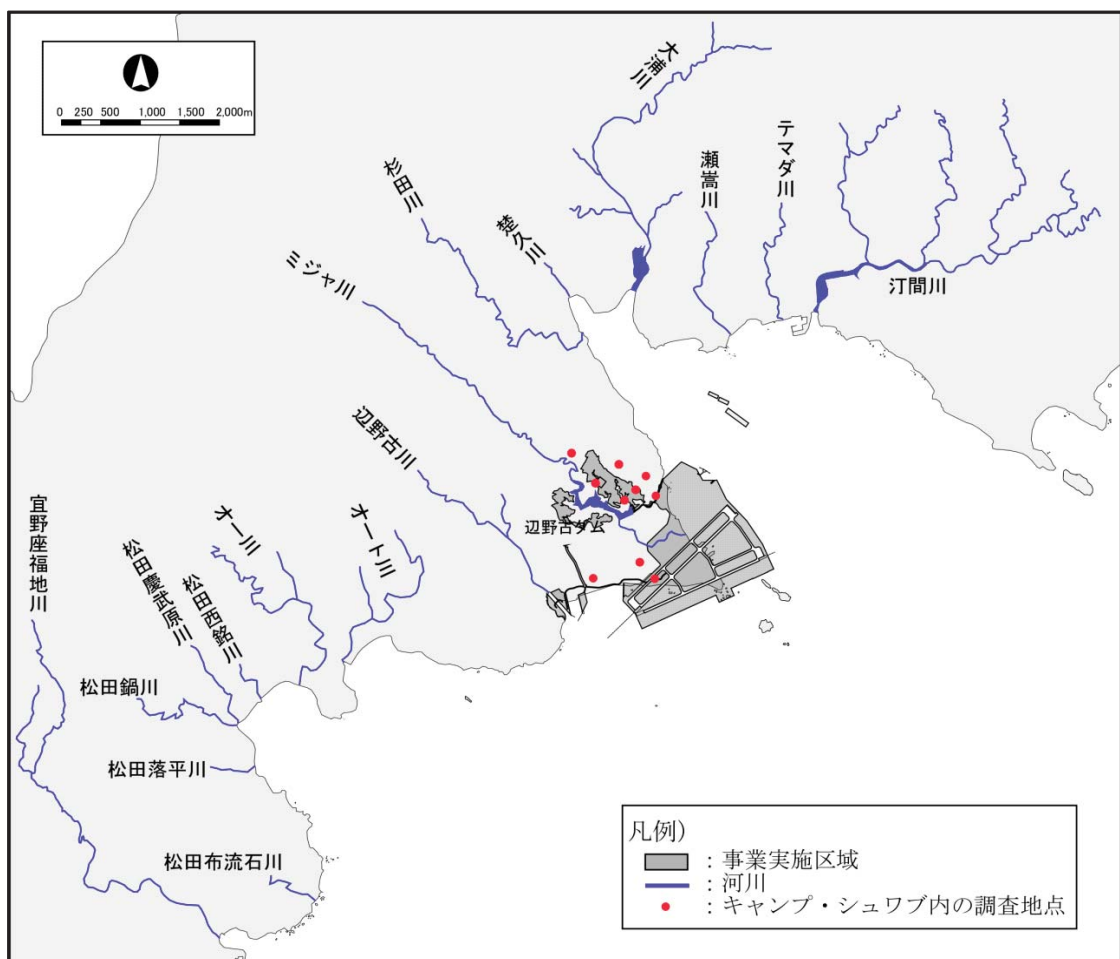 0 250 500 1,000 1,500 2,000m
大浦川
瀬嵩川
テマダ川
汀間川
杉田川
楚久川
ミジャ川
辺野古川
辺野古ダム
宜野座福地川
松田慶武原川
松田西銘川
オー川
オート川
松田鍋川
松田落平川
松田布流石川
凡例)
：事業実施区域
：河川
：キャンプ・シュワブ内の調査地点